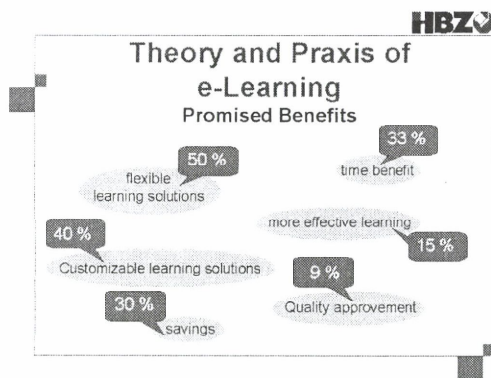 HBZ
Theory and Praxis of
e-Learning
Promised Benefits
50 %
flexible
learning solutions
33 %
time benefit
more effective learning
15 %
40 %
Customizable learning solutions
9 %
Quality approvement
30 %
savings